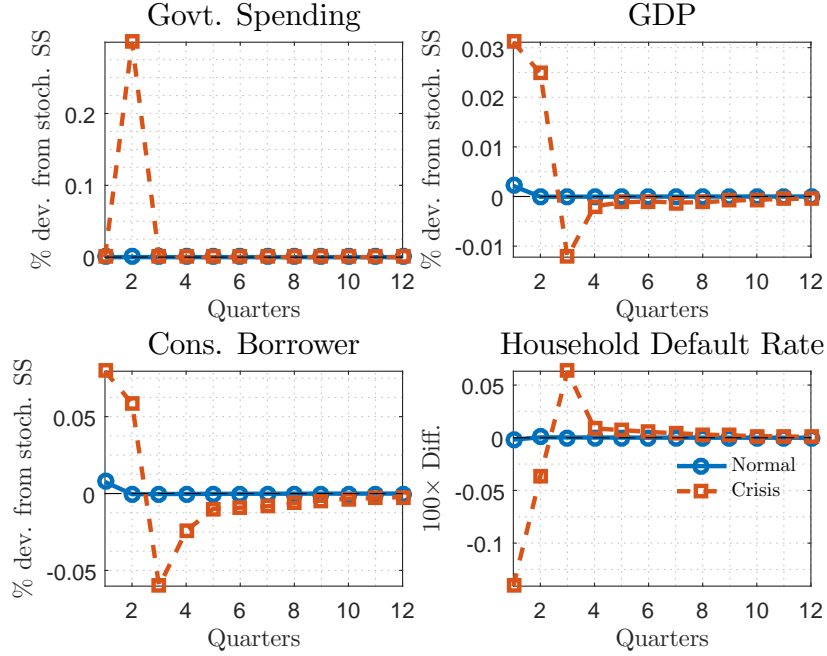 Govt. Spending
% dev. from stoch. SS
0.2
0.1
0
2 4 6 8 10 12
Quarters
GDP
% dev. from stoch. SS
0.03
0.02
0.01
0
-0.01
2 4 6 8 10 12
Quarters
Cons. Borrower
% dev. from stoch. SS
0.05
0
-0.05
2 4 6 8 10 12
Quarters
Household Default Rate
100× Diff.
0.05
0
-0.05
-0.1
Normal
Crisis
2 4 6 8 10 12
Quarters